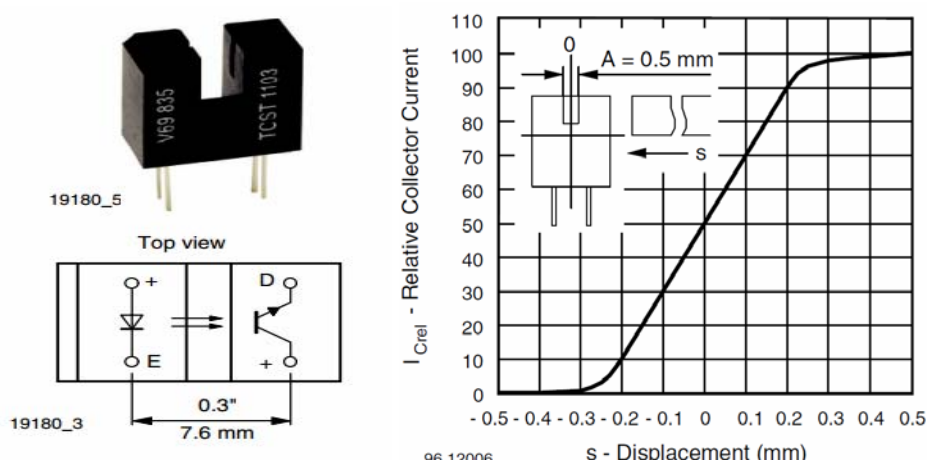 V69 835
TCST 1103
19180_5
Top view
+
D
E
+
0.3"
7.6 mm
19180_3
I Crel - Relative Collector Current
110
100
90
80
70
60
50
40
30
20
10
0
0
A = 0.5 mm
s
- 0.5 - 0.4 - 0.3 - 0.2 - 0.1 0 0.1 0.2 0.3 0.4 0.5
96 12006
s - Displacement (mm)